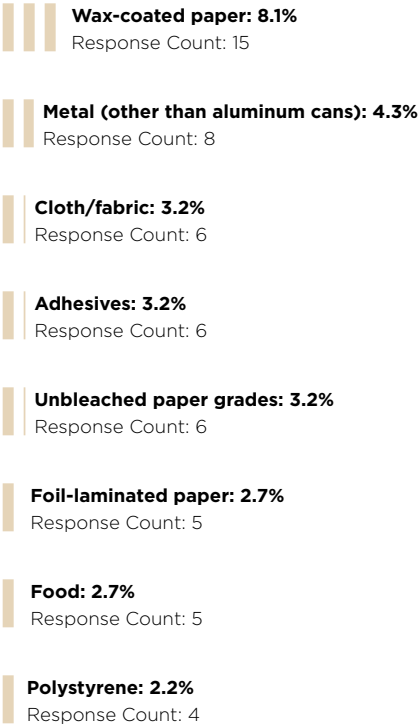 Wax-coated paper: 8.1%
Response Count: 15
Metal (other than aluminum cans): 4.3%
Response Count: 8
Cloth/fabric: 3.2%
Response Count: 6
Adhesives: 3.2%
Response Count: 6
Unbleached paper grades: 3.2%
Response Count: 6
Foil-laminated paper: 2.7%
Response Count: 5
Food: 2.7%
Response Count: 5
Polystyrene: 2.2%
Response Count: 4